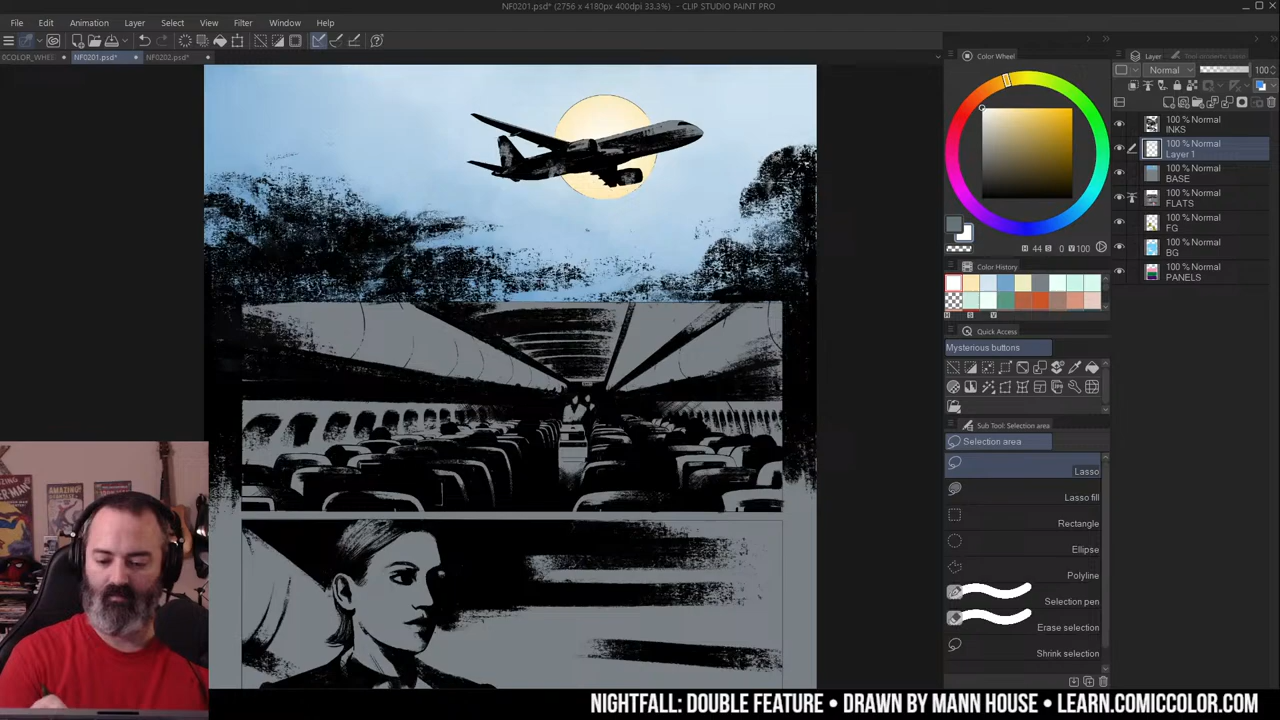 NF0201.psd* (2756 x 4180px 400dpi 33.3%) - CLIP STUDIO PAINT PRO
File Edit Animation Layer Select View Filter Window Help
0COLOR_WHEE NF0201.psd* NF0202.psd*
Color Wheel
H 44 S 0 V 100
Color History
H S V
Quick Access
Mysterious buttons
Sub Tool: Selection area
Selection area
Lasso
Lasso fill
Rectangle
Ellipse
Polyline
Selection pen
Erase selection
Shrink selection
Layer
Normal 100
100 % Normal
INKS
100 % Normal
Layer 1
100 % Normal
BASE
100 % Normal
FLATS
100 % Normal
FG
100 % Normal
BG
100 % Normal
PANELS
NIGHTFALL: DOUBLE FEATURE • DRAWN BY MANN HOUSE • LEARN.COMICCOLOR.COM